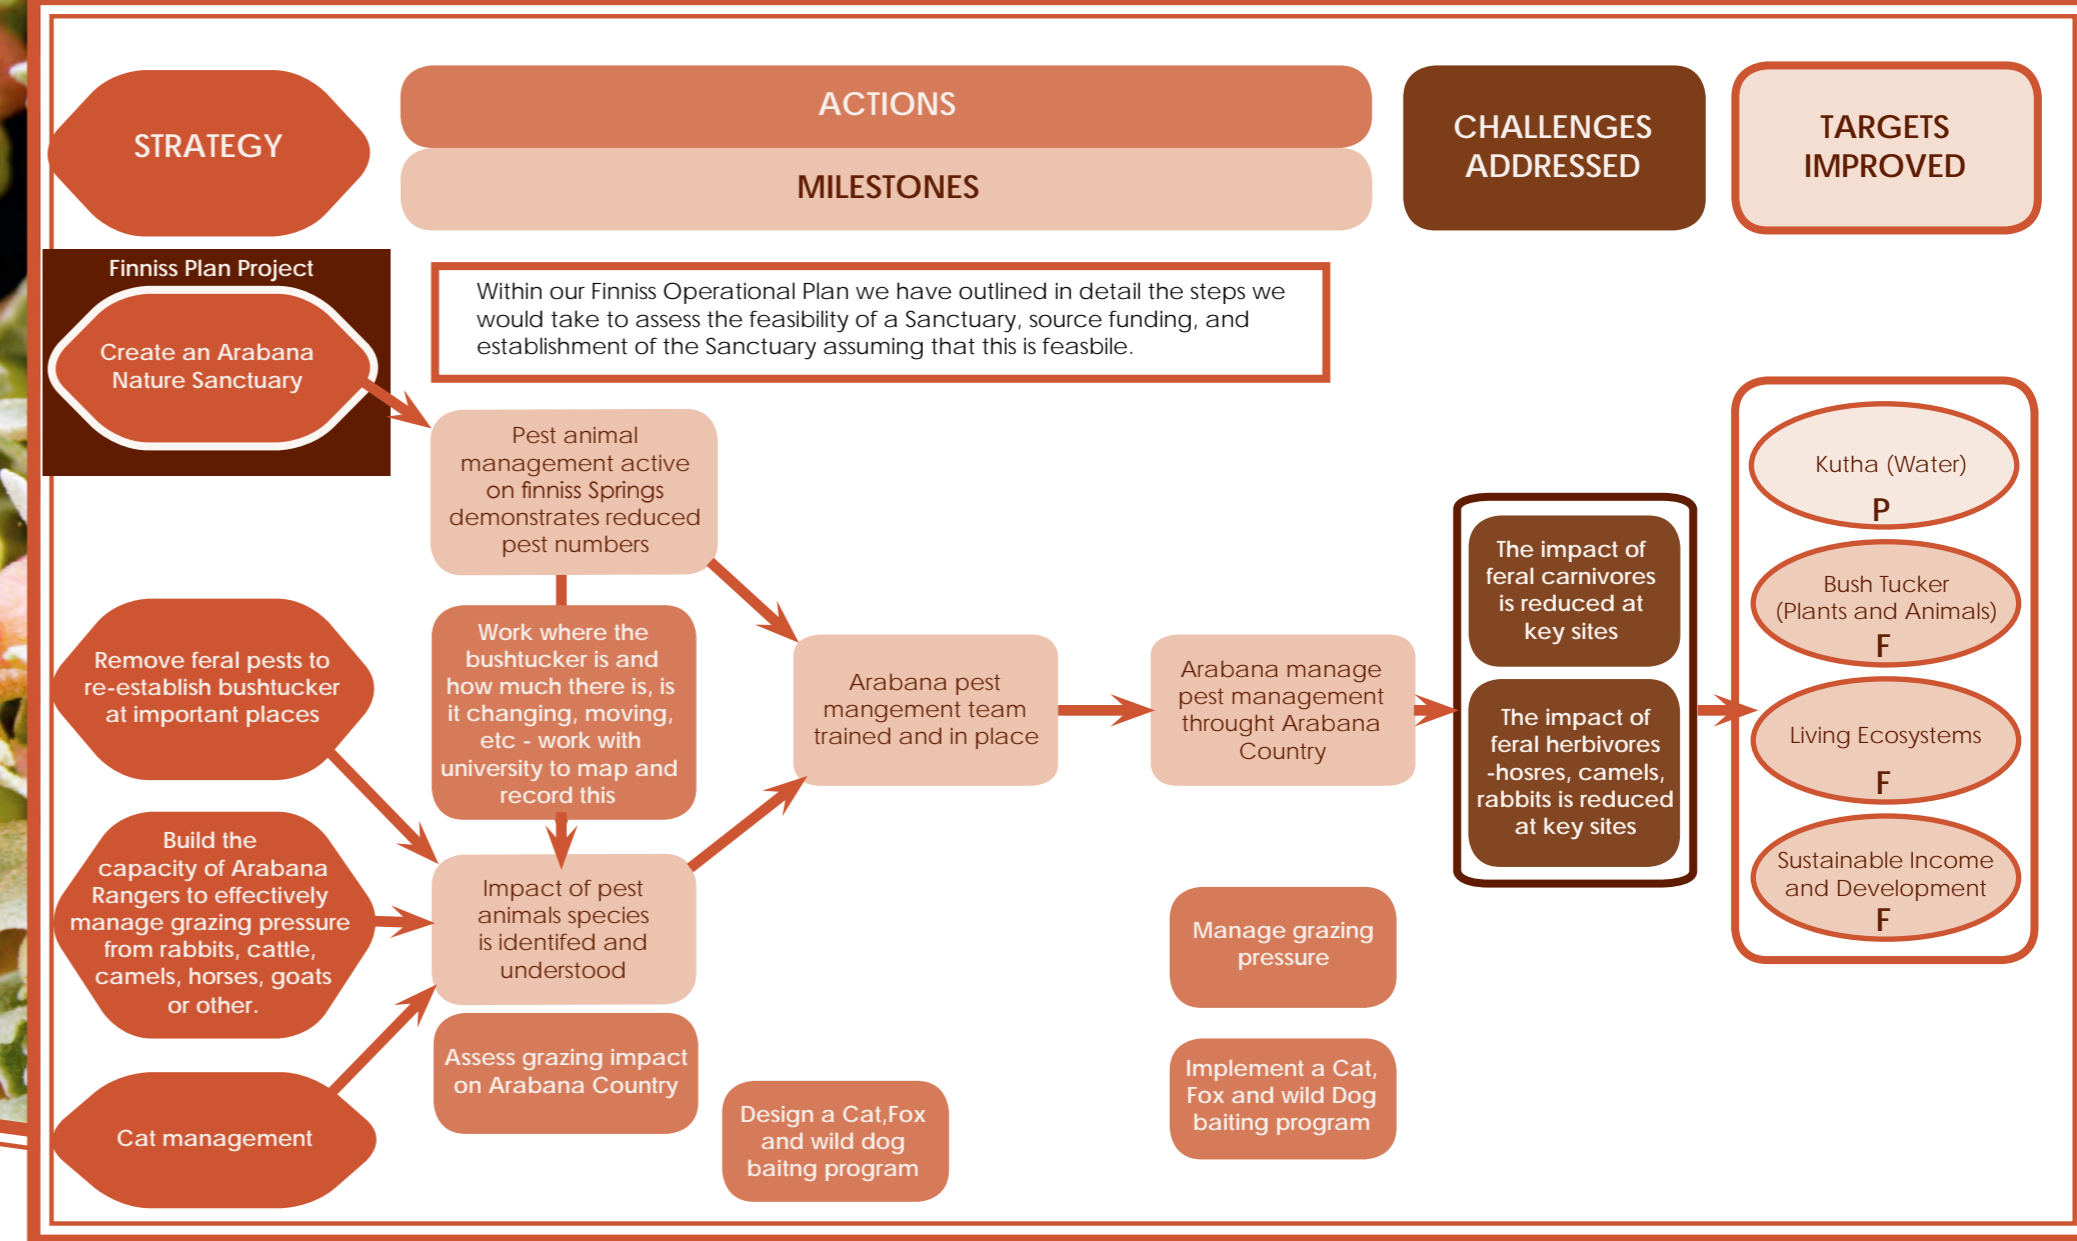 STRATEGY
ACTIONS
MILESTONES
CHALLENGES
ADDRESSED
TARGETS
IMPROVED
Finniss Plan Project
Create an Arabana
Nature Sanctuary
Within our Finniss Operational Plan we have outlined in detail the steps we
would take to assess the feasibility of a Sanctuary, source funding, and
establishment of the Sanctuary assuming that this is feasbile.
Pest animal
management active
on finniss Springs
demonstrates reduced
pest numbers
Remove feral pests to
re-establish bushtucker
at important places
Work where the
bushtucker is and
how much there is, is
it changing, moving,
etc - work with
university to map and
record this
Build the
capacity of Arabana
Rangers to effectively
manage grazing pressure
from rabbits, cattle,
camels, horses, goats
or other.
Impact of pest
animals species
is identifed and
understood
Cat management
Assess grazing impact
on Arabana Country
Design a Cat,Fox
and wild dog
baitng program
Arabana pest
mangement team
trained and in place
Arabana manage
pest management
throught Arabana
Country
Manage grazing
pressure
Implement a Cat,
Fox and wild Dog
baiting program
The impact of
feral carnivores
is reduced at
key sites
The impact of
feral herbivores
-hosres, camels,
rabbits is reduced
at key sites
Kutha (Water)
P
Bush Tucker
(Plants and Animals)
F
Living Ecosystems
F
Sustainable Income
and Development
F